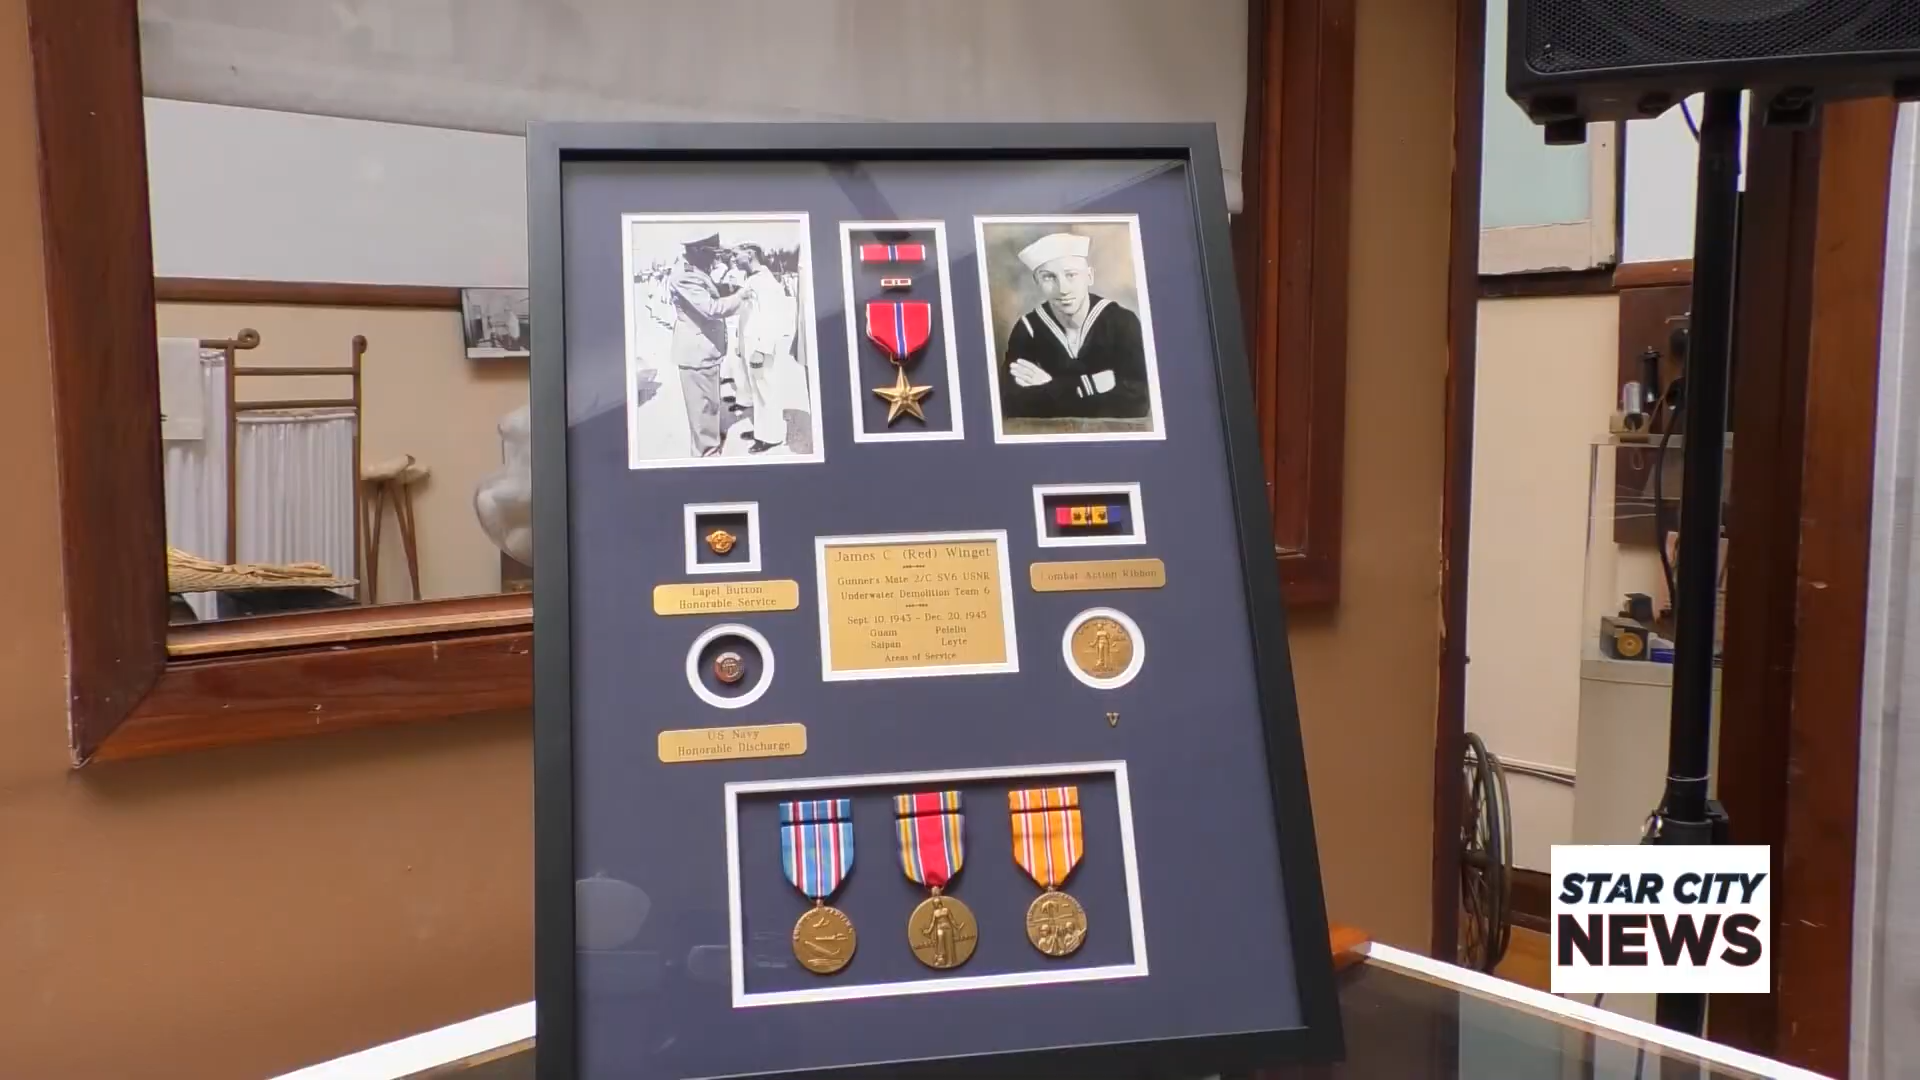 James C. (Red) Winget
Gunner's Mate 2/C SV6 USNR
Underwater Demolition Team 6
Sept. 10, 1943 - Dec. 20, 1945
Guam Peleliu
Saipan Leyte
Areas of Service
Lapel Button
Honorable Service
Combat Action Ribbon
U.S. Navy
Honorable Discharge
V
STAR CITY
NEWS